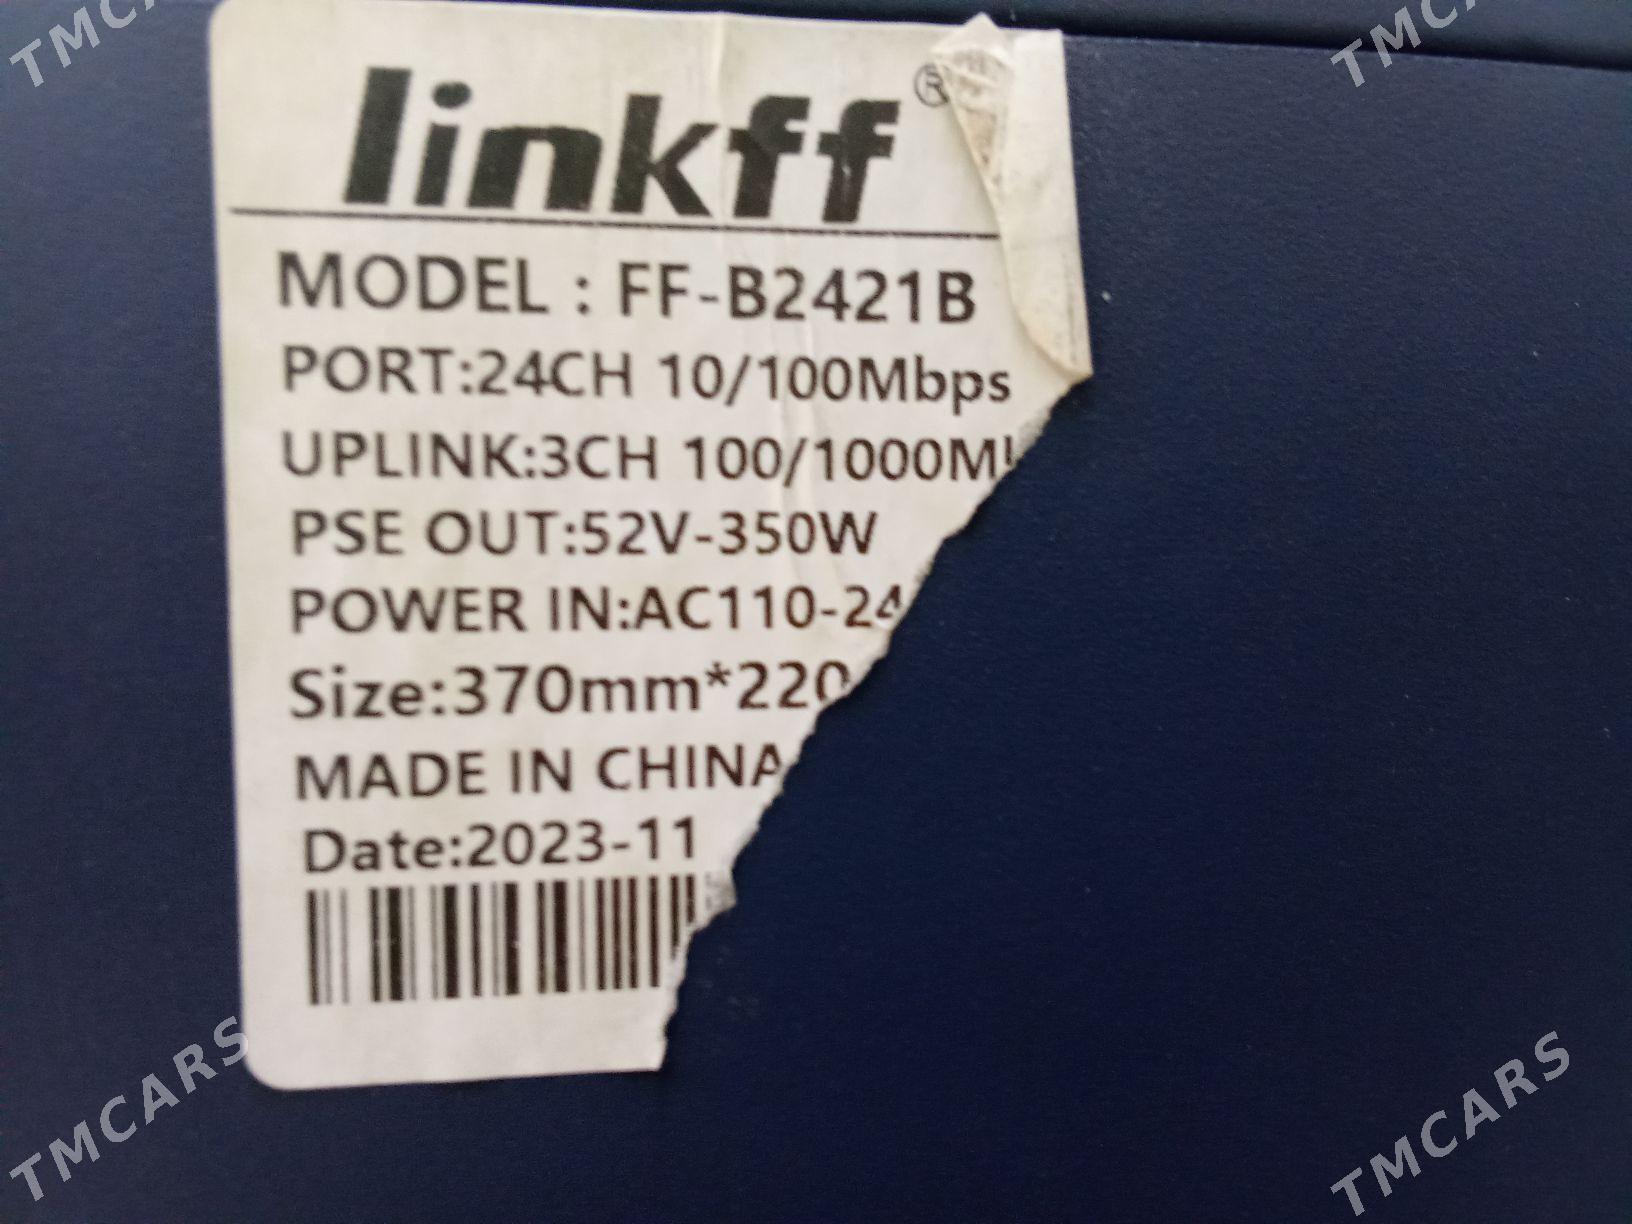 linkff®
MODEL : FF-B2421B
PORT:24CH 10/100Mbps
UPLINK:3CH 100/1000M
PSE OUT:52V-350W
POWER IN:AC110-24
Size:370mm*220
MADE IN CHINA
Date:2023-11
TMCARS
TMCARS
TMCARS
TMCARS